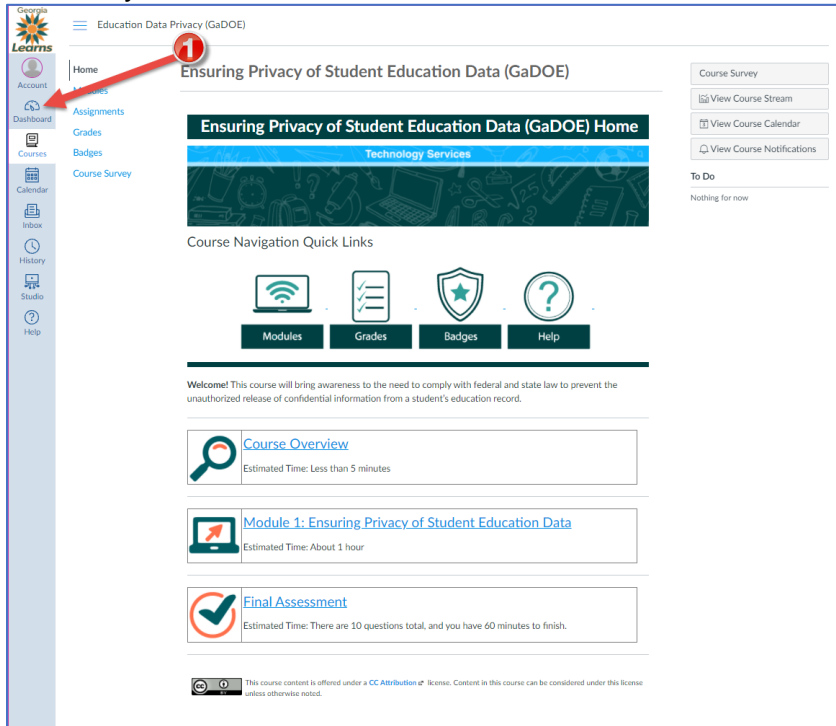 Georgia
Learns
Account
Dashboard
Courses
Calendar
Inbox
History
Studio
Help
Education Data Privacy (GaDOE)
1
Home
Modules
Assignments
Grades
Badges
Course Survey
Ensuring Privacy of Student Education Data (GaDOE)
Ensuring Privacy of Student Education Data (GaDOE) Home
Technology Services
Course Navigation Quick Links
Modules
Grades
Badges
Help
Welcome! This course will bring awareness to the need to comply with federal and state law to prevent the
unauthorized release of confidential information from a student's education record.
Course Overview
Estimated Time: Less than 5 minutes
Module 1: Ensuring Privacy of Student Education Data
Estimated Time: About 1 hour
Final Assessment
Estimated Time: There are 10 questions total, and you have 60 minutes to finish.
cc BY
This course content is offered under a CC Attribution license. Content in this course can be considered under this license
unless otherwise noted.
Course Survey
View Course Stream
View Course Calendar
View Course Notifications
To Do
Nothing for now